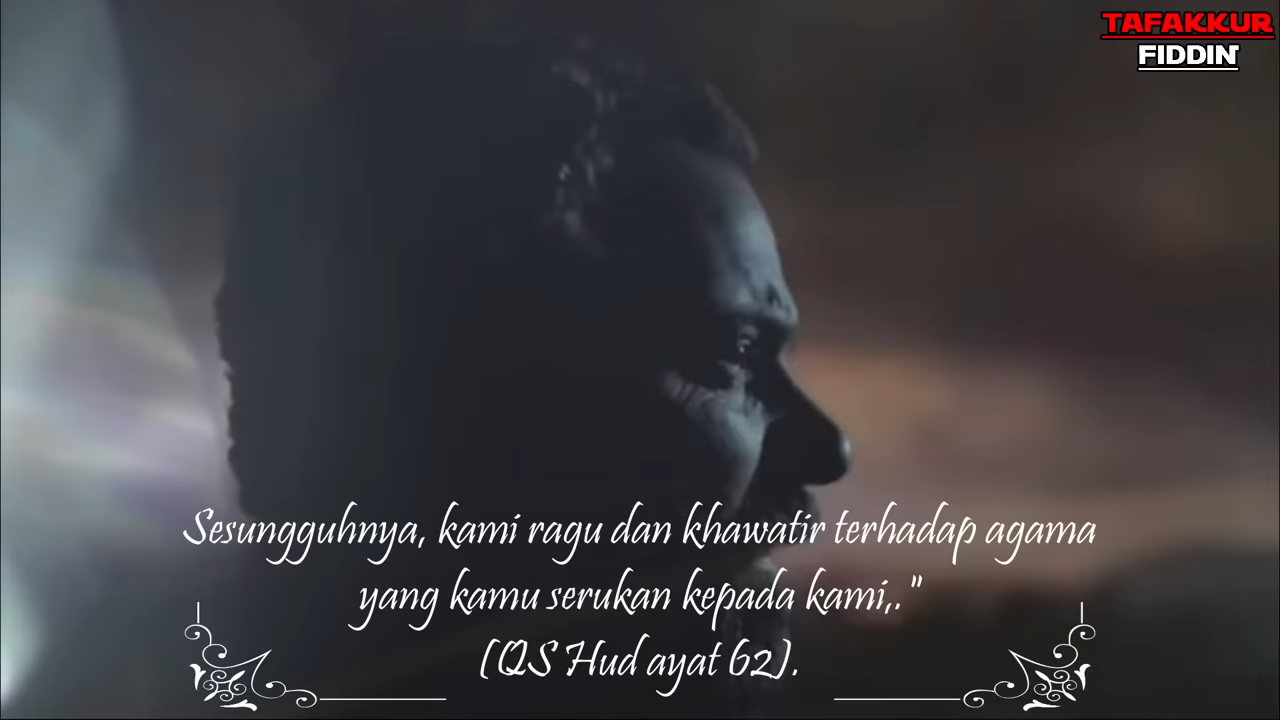 TAFAKKUR
FIDDIN
Sesungguhnya, kami ragu dan khawatir terhadap agama
yang kamu serukan kepada kami,."
(QS Hud ayat 62).